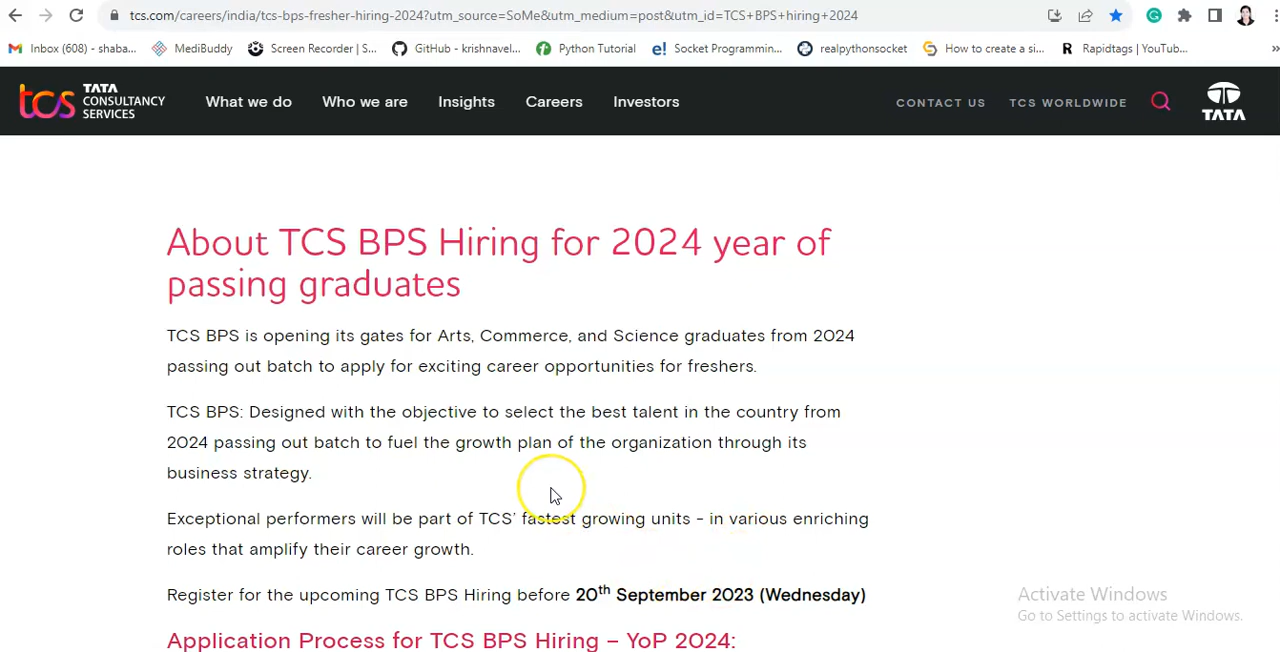 tcs.com/careers/india/tcs-bps-fresher-hiring-2024?utm_source=SoMe&utm_medium=post&utm_id=TCS+BPS+hiring+2024
Inbox (608) - shaba... MediBuddy Screen Recorder | S... GitHub - krishnavel... Python Tutorial Socket Programmin... realpythonsocket How to create a si... Rapidtags | YouTub... »
tcs TATA CONSULTANCY SERVICES What we do Who we are Insights Careers Investors CONTACT US TCS WORLDWIDE TATA
About TCS BPS Hiring for 2024 year of
passing graduates
TCS BPS is opening its gates for Arts, Commerce, and Science graduates from 2024
passing out batch to apply for exciting career opportunities for freshers.
TCS BPS: Designed with the objective to select the best talent in the country from
2024 passing out batch to fuel the growth plan of the organization through its
business strategy.
Exceptional performers will be part of TCS' fastest growing units - in various enriching
roles that amplify their career growth.
Register for the upcoming TCS BPS Hiring before 20th September 2023 (Wednesday)
Activate Windows
Go to Settings to activate Windows.
Application Process for TCS BPS Hiring – YoP 2024: